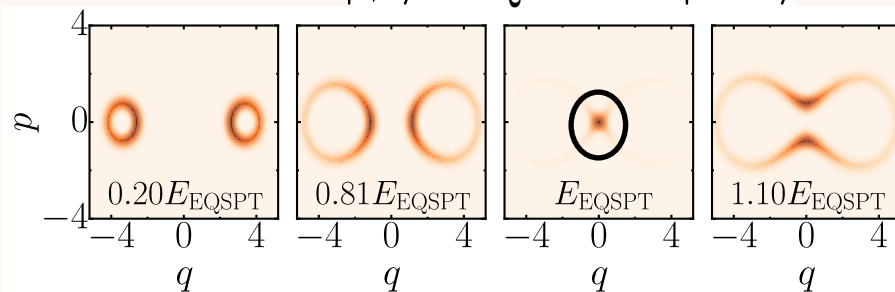 4
p
0
−4
0.20E_EQSPT
0.81E_EQSPT
E_EQSPT
1.10E_EQSPT
−4 0 4
−4 0 4
−4 0 4
−4 0 4
q
q
q
q